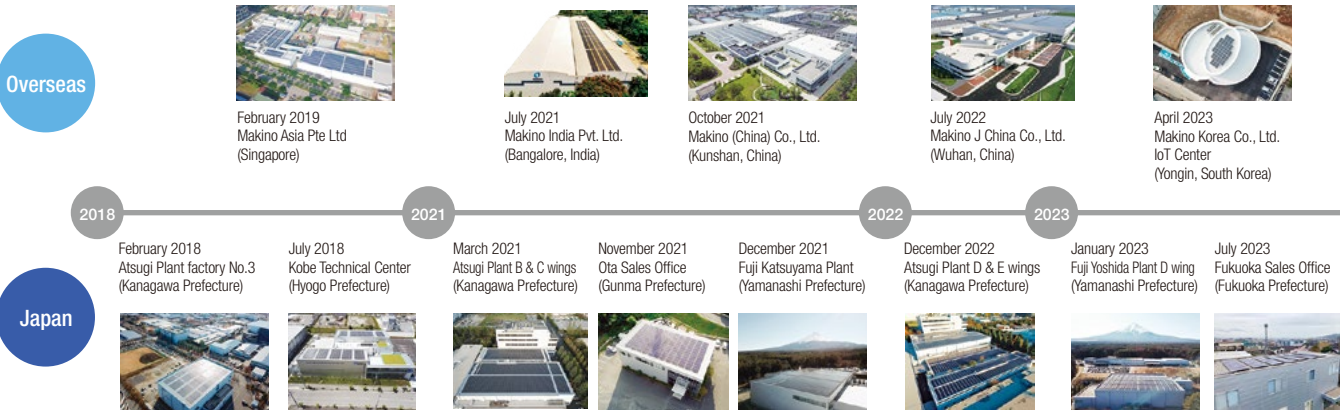 Overseas
February 2019
Makino Asia Pte Ltd
(Singapore)
July 2021
Makino India Pvt. Ltd.
(Bangalore, India)
October 2021
Makino (China) Co., Ltd.
(Kunshan, China)
July 2022
Makino J China Co., Ltd.
(Wuhan, China)
April 2023
Makino Korea Co., Ltd.
IoT Center
(Yongin, South Korea)
2018
2021
2022
2023
Japan
February 2018
Atsugi Plant factory No.3
(Kanagawa Prefecture)
July 2018
Kobe Technical Center
(Hyogo Prefecture)
March 2021
Atsugi Plant B & C wings
(Kanagawa Prefecture)
November 2021
Ota Sales Office
(Gunma Prefecture)
December 2021
Fuji Katsuyama Plant
(Yamanashi Prefecture)
December 2022
Atsugi Plant D & E wings
(Kanagawa Prefecture)
January 2023
Fuji Yoshida Plant D wing
(Yamanashi Prefecture)
July 2023
Fukuoka Sales Office
(Fukuoka Prefecture)